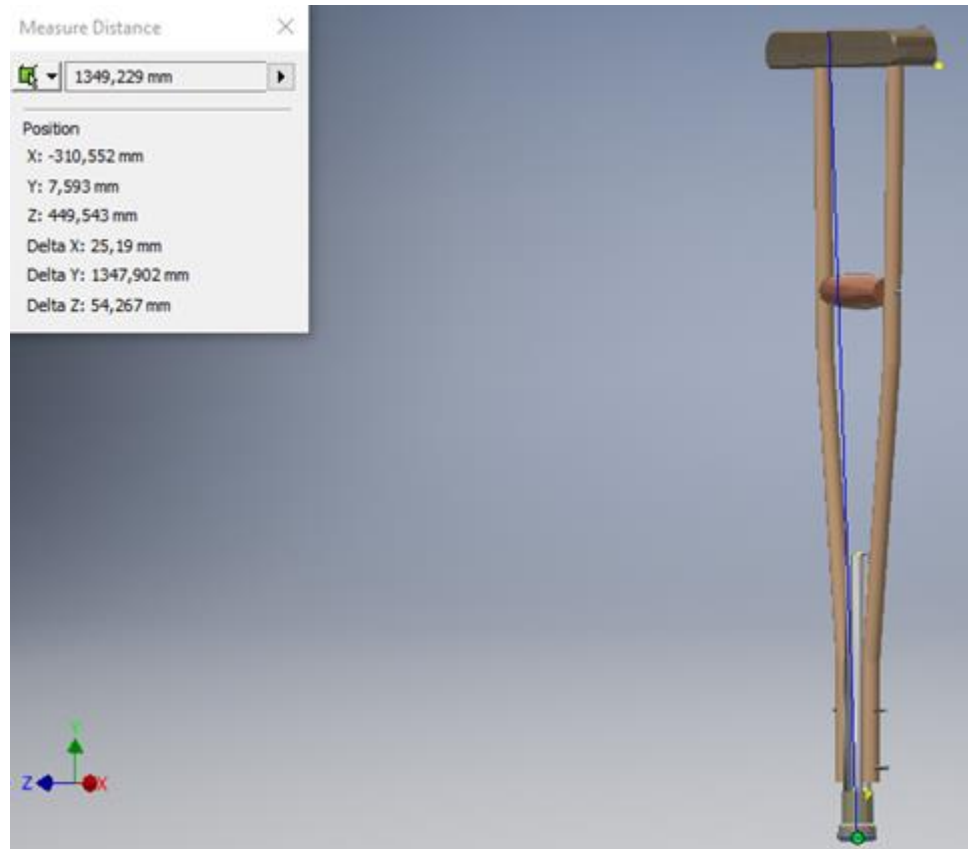 Measure Distance
1349,229 mm
Position
X: -310,552 mm
Y: 7,593 mm
Z: 449,543 mm
Delta X: 25,19 mm
Delta Y: 1347,902 mm
Delta Z: 54,267 mm
Y
Z X